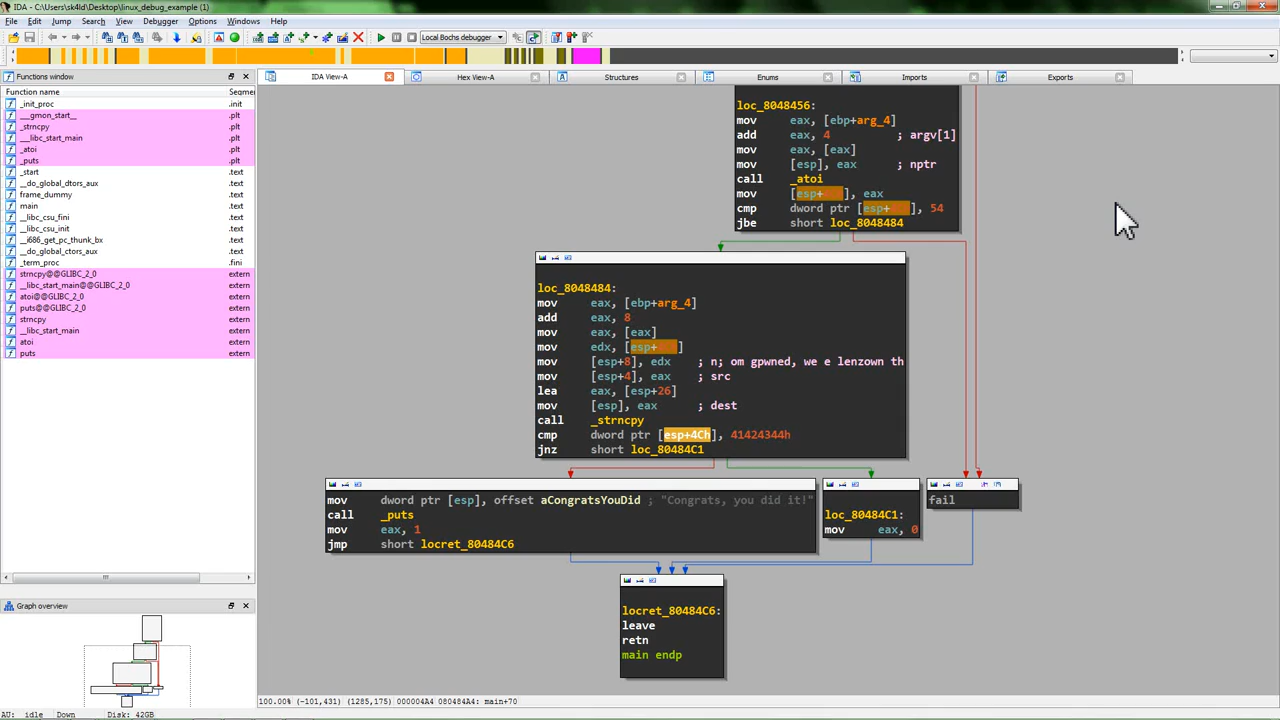 IDA - C:\Users\sk4ld\Desktop\linux_debug_example (1)
File Edit Jump Search View Debugger Options Windows Help
Local Bochs debugger
Functions window
IDA View-A
Hex View-A
Structures
Enums
Imports
Exports
Function name Segmer
_init_proc .init
___gmon_start__ .plt
_strncpy .plt
___libc_start_main .plt
_atoi .plt
_puts .plt
_start .text
__do_global_dtors_aux .text
frame_dummy .text
main .text
__libc_csu_fini .text
__libc_csu_init .text
__i686_get_pc_thunk_bx .text
__do_global_ctors_aux .text
_term_proc .fini
strncpy@@GLIBC_2_0 extern
__libc_start_main@@GLIBC_2_0 extern
atoi@@GLIBC_2_0 extern
puts@@GLIBC_2_0 extern
strncpy extern
__libc_start_main extern
atoi extern
puts extern
Graph overview
loc_8048456:
mov eax, [ebp+arg_4]
add eax, 4 ; argv[1]
mov eax, [eax]
mov [esp], eax ; nptr
call _atoi
mov [esp+ ], eax
cmp dword ptr [esp+ ], 54
jbe short loc_8048484
loc_8048484:
mov eax, [ebp+arg_4]
add eax, 8
mov eax, [eax]
mov edx, [esp+ ]
mov [esp+8], edx ; n; om gpwned, we e lenzown th
mov [esp+4], eax ; src
lea eax, [esp+26]
mov [esp], eax ; dest
call _strncpy
cmp dword ptr [esp+4Ch], 41424344h
jnz short loc_80484C1
mov dword ptr [esp], offset aCongratsYouDid ; "Congrats, you did it!"
call _puts
mov eax, 1
jmp short locret_80484C6
loc_80484C1:
mov eax, 0
fail
locret_80484C6:
leave
retn
main endp
100.00% (-101,431) (1285,175) 000004A4 080484A4: main+70
AU: idle Down Disk: 42GB